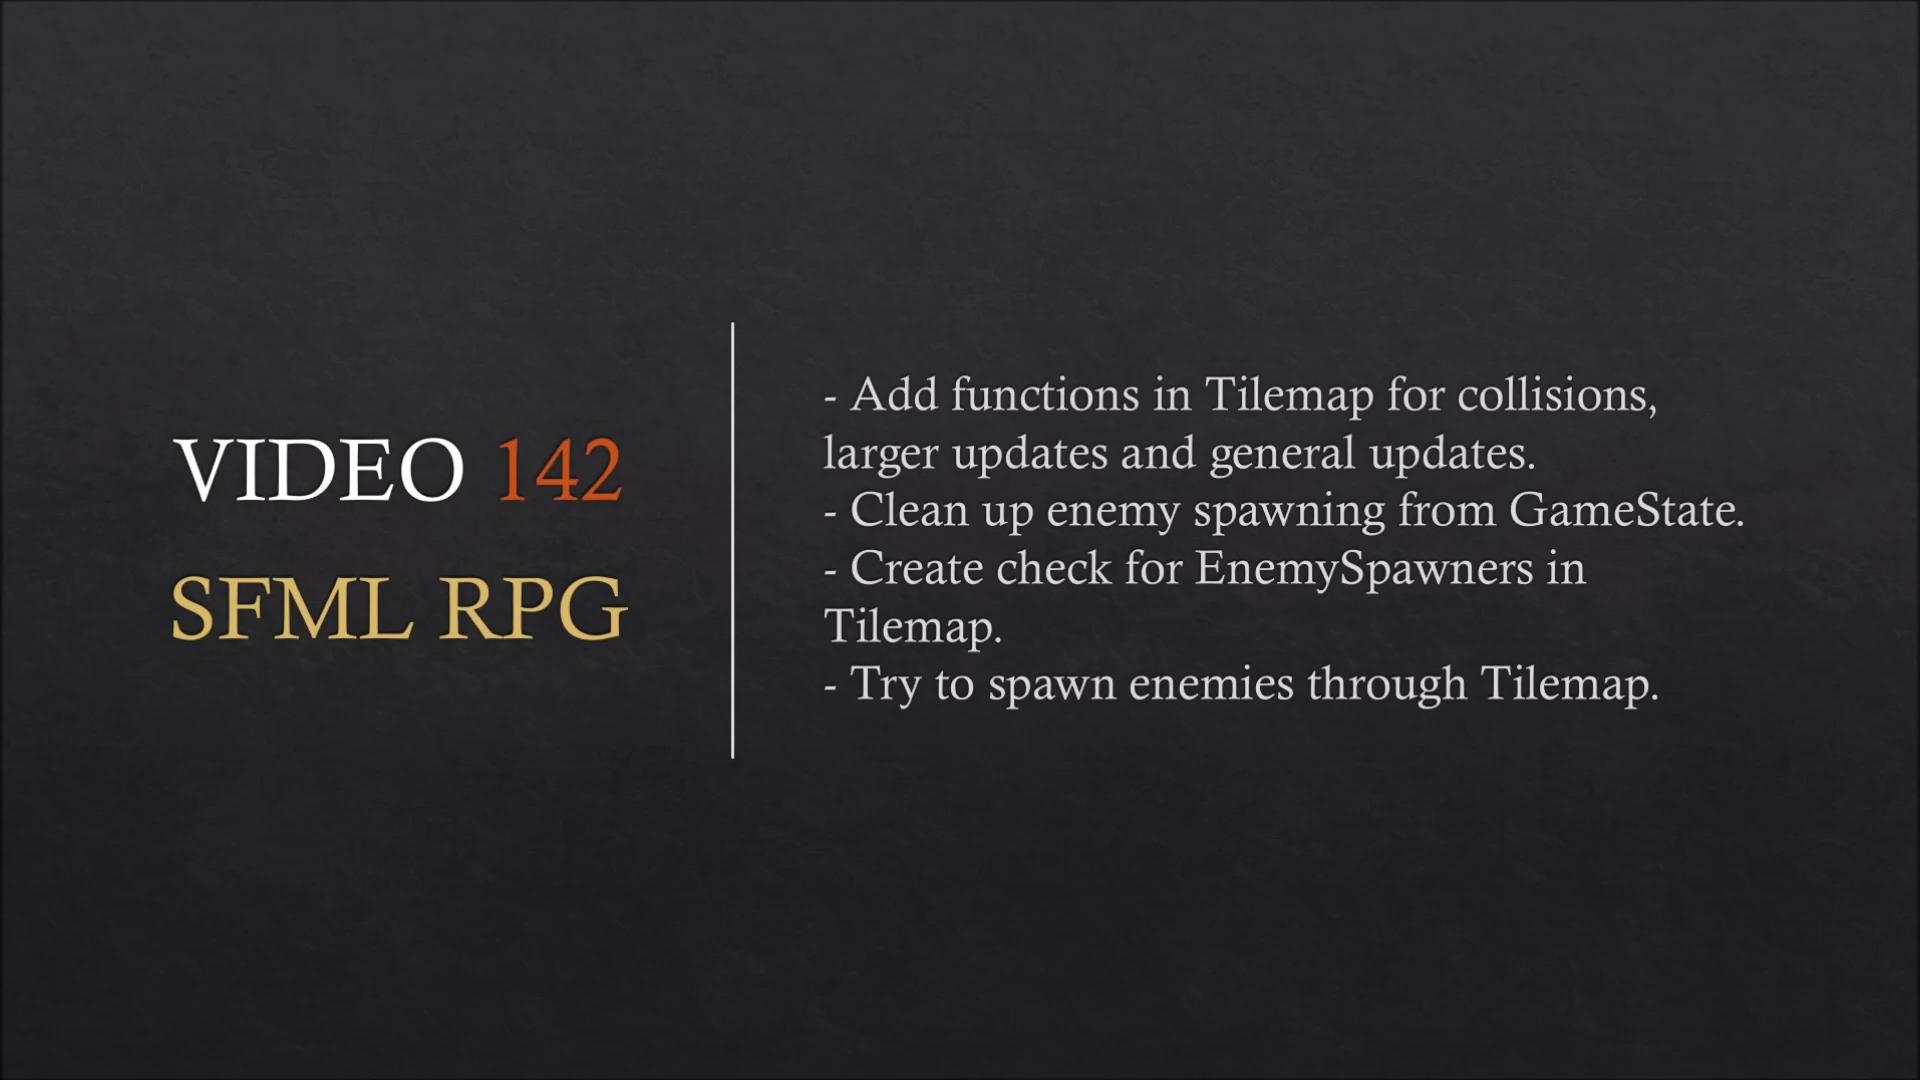 VIDEO 142
SFML RPG
- Add functions in Tilemap for collisions,
larger updates and general updates.
- Clean up enemy spawning from GameState.
- Create check for EnemySpawners in
Tilemap.
- Try to spawn enemies through Tilemap.